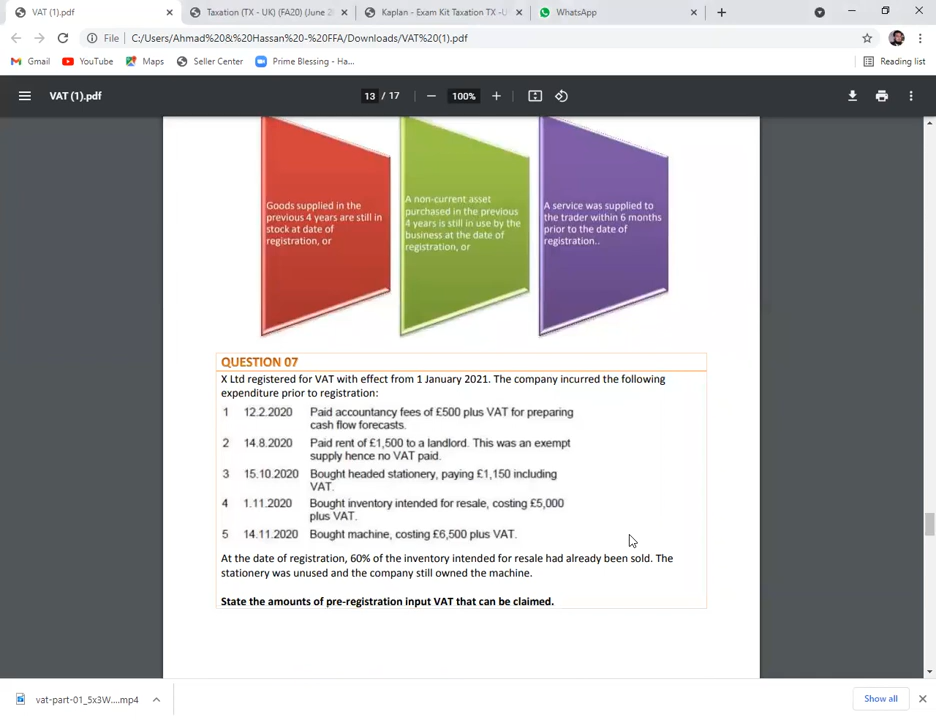 VAT (1).pdf
Taxation (TX - UK) (FA20) (June 2
Kaplan - Exam Kit Taxation TX -U
WhatsApp
File
C:/Users/Ahmad%20&%20Hassan%20-%20FFA/Downloads/VAT%20(1).pdf
Gmail
YouTube
Maps
Seller Center
Prime Blessing - Ha...
Reading list
VAT (1).pdf
13 / 17
100%
Goods supplied in the
previous 4 years are still in
stock at date of
registration, or
A non-current asset
purchased in the previous
4 years is still in use by the
business at the date of
registration, or
A service was supplied to
the trader within 6 months
prior to the date of
registration..
QUESTION 07
X Ltd registered for VAT with effect from 1 January 2021. The company incurred the following
expenditure prior to registration:
1 12.2.2020 Paid accountancy fees of £500 plus VAT for preparing
cash flow forecasts.
2 14.8.2020 Paid rent of £1,500 to a landlord. This was an exempt
supply hence no VAT paid.
3 15.10.2020 Bought headed stationery, paying £1,150 including
VAT.
4 1.11.2020 Bought inventory intended for resale, costing £5,000
plus VAT.
5 14.11.2020 Bought machine, costing £6,500 plus VAT.
At the date of registration, 60% of the inventory intended for resale had already been sold. The
stationery was unused and the company still owned the machine.
State the amounts of pre-registration input VAT that can be claimed.
vat-part-01_5x3W....mp4
Show all